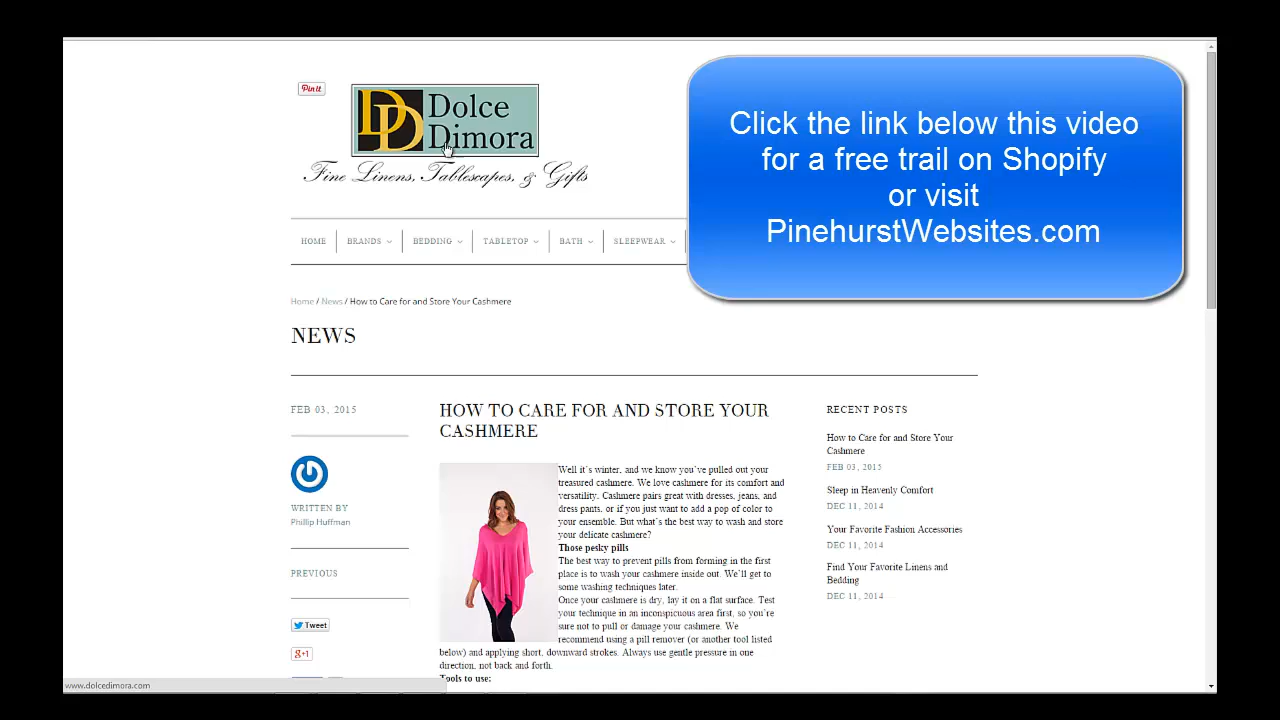 Pin it
Dolce
Dimora
Fine Linens, Tablescapes, & Gifts
Click the link below this video
for a free trail on Shopify
or visit
PinehurstWebsites.com
HOME BRANDS BEDDING TABLETOP BATH SLEEPWEAR
Home / News / How to Care for and Store Your Cashmere
NEWS
FEB 03, 2015
WRITTEN BY
Phillip Huffman
PREVIOUS
Tweet
g+1
HOW TO CARE FOR AND STORE YOUR
CASHMERE
Well it's winter, and we know you've pulled out your
treasured cashmere. We love cashmere for its comfort and
versatility. Cashmere pairs great with dresses, jeans, and
dress pants, or if you just want to add a pop of color to
your ensemble. But what's the best way to wash and store
your delicate cashmere?
Those pesky pills
The best way to prevent pills from forming in the first
place is to wash your cashmere inside out. We'll get to
some washing techniques later.
Once your cashmere is dry, lay it on a flat surface. Test
your technique in an inconspicuous area first, so you're
sure not to pull or damage your cashmere. We
recommend using a pill remover (or another tool listed
below) and applying short, downward strokes. Always use gentle pressure in one
direction, not back and forth.
Tools to use:
RECENT POSTS
How to Care for and Store Your
Cashmere
FEB 03, 2015
Sleep in Heavenly Comfort
DEC 11, 2014
Your Favorite Fashion Accessories
DEC 11, 2014
Find Your Favorite Linens and
Bedding
DEC 11, 2014
www.dolcedimora.com